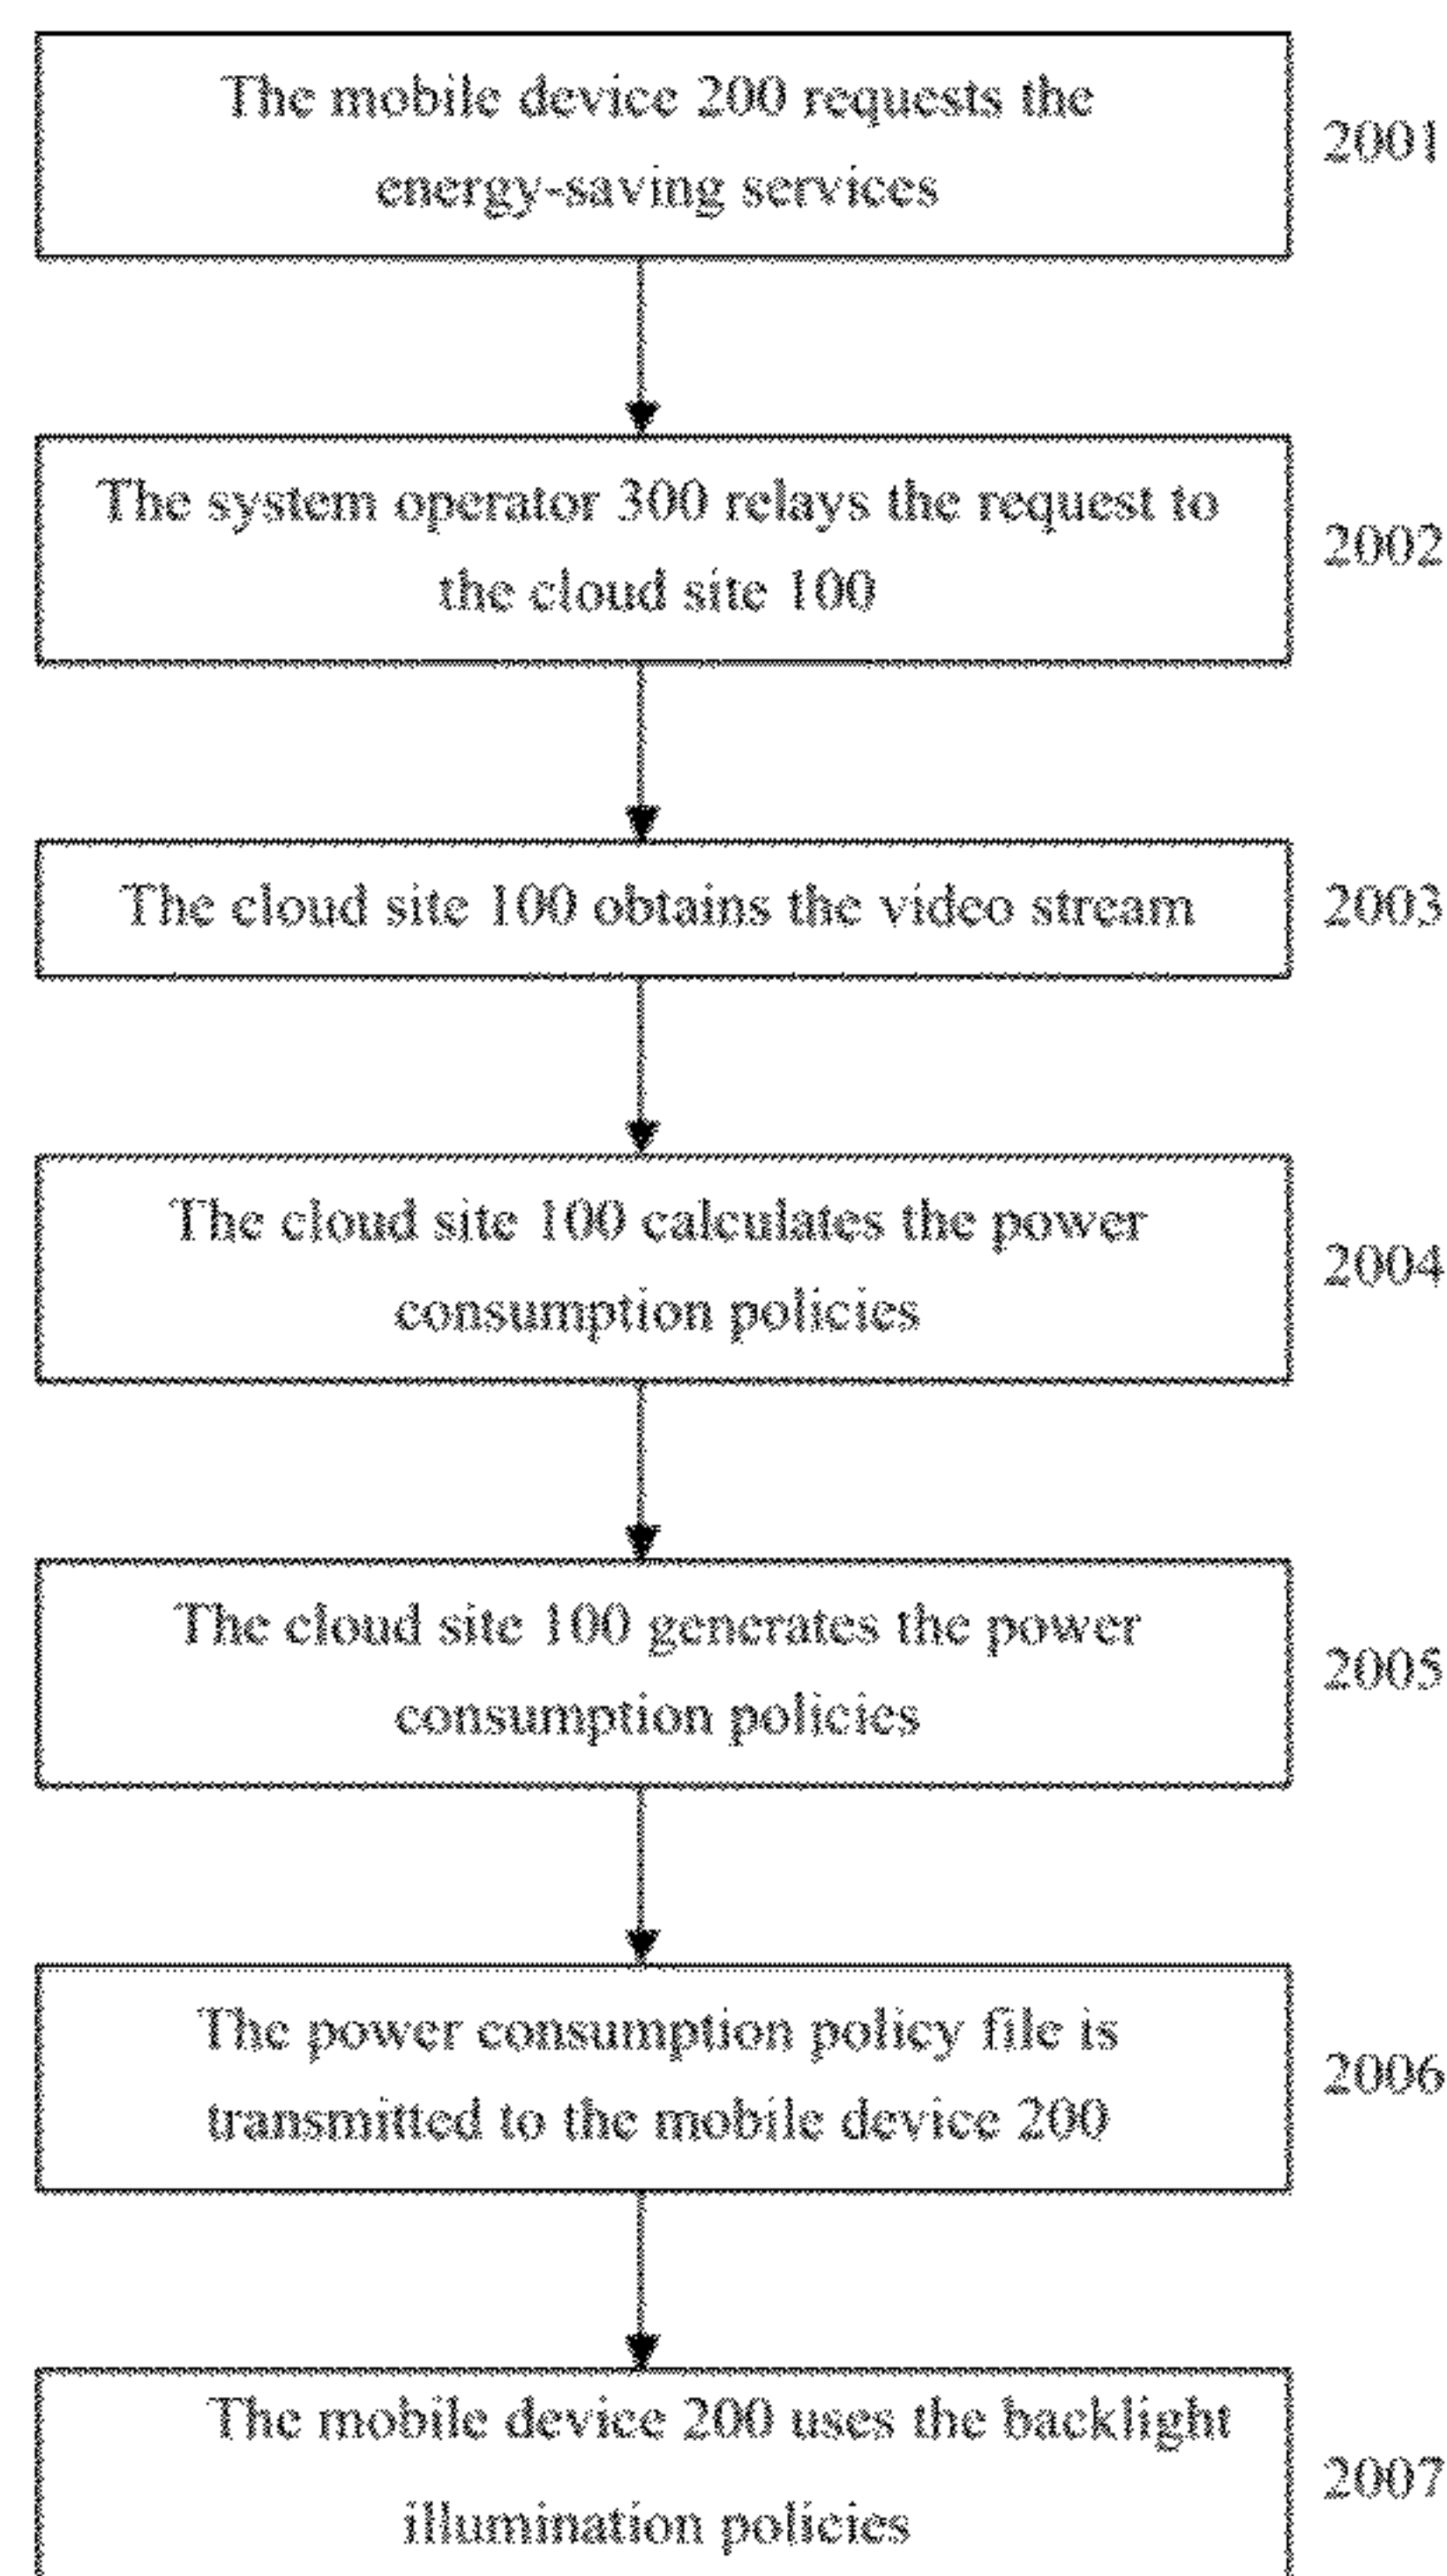 The mobile device 200 requests the
energy-saving services
2001
The system operator 300 relays the request to
the cloud site 100
2002
The cloud site 100 obtains the video stream
2003
The cloud site 100 calculates the power
consumption policies
2004
The cloud site 100 generates the power
consumption policies
2005
The power consumption policy file is
transmitted to the mobile device 200
2006
The mobile device 200 uses the backlight
illumination policies
2007